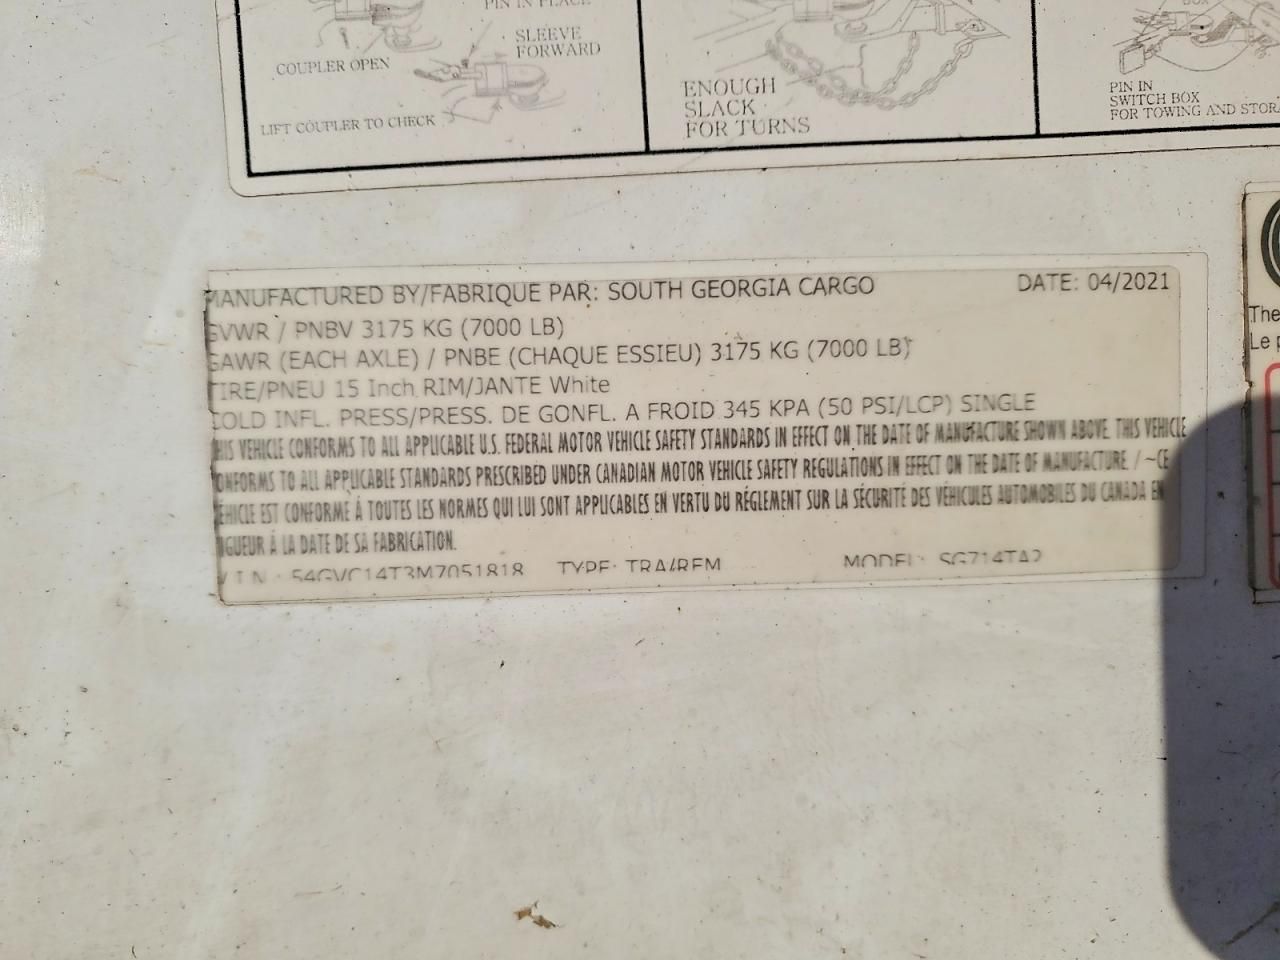 PIN IN PLACE
SLEEVE
FORWARD
COUPLER OPEN
LIFT COUPLER TO CHECK
ENOUGH
SLACK
FOR TURNS
BOX
PIN IN
SWITCH BOX
FOR TOWING AND STOR
MANUFACTURED BY/FABRIQUE PAR: SOUTH GEORGIA CARGO DATE: 04/2021
GVWR / PNBV 3175 KG (7000 LB)
GAWR (EACH AXLE) / PNBE (CHAQUE ESSIEU) 3175 KG (7000 LB)
TIRE/PNEU 15 Inch RIM/JANTE White
COLD INFL. PRESS/PRESS. DE GONFL. A FROID 345 KPA (50 PSI/LCP) SINGLE
HIS VEHICLE CONFORMS TO ALL APPLICABLE U.S. FEDERAL MOTOR VEHICLE SAFETY STANDARDS IN EFFECT ON THE DATE OF MANUFACTURE SHOWN ABOVE. THIS VEHICLE
ONFORMS TO ALL APPLICABLE STANDARDS PRESCRIBED UNDER CANADIAN MOTOR VEHICLE SAFETY REGULATIONS IN EFFECT ON THE DATE OF MANUFACTURE. / ~CE
ÉHICLE EST CONFORME À TOUTES LES NORMES QUI LUI SONT APPLICABLES EN VERTU DU RÉGLEMENT SUR LA SÉCURITÉ DES VÉHICULES AUTOMOBILES DU CANADA EN
IGUEUR À LA DATE DE SA FABRICATION.
V.I.N.: 54GVC14T3M7051818 TYPE: TRA/REM MODEL: SG714TA2
The
Le p